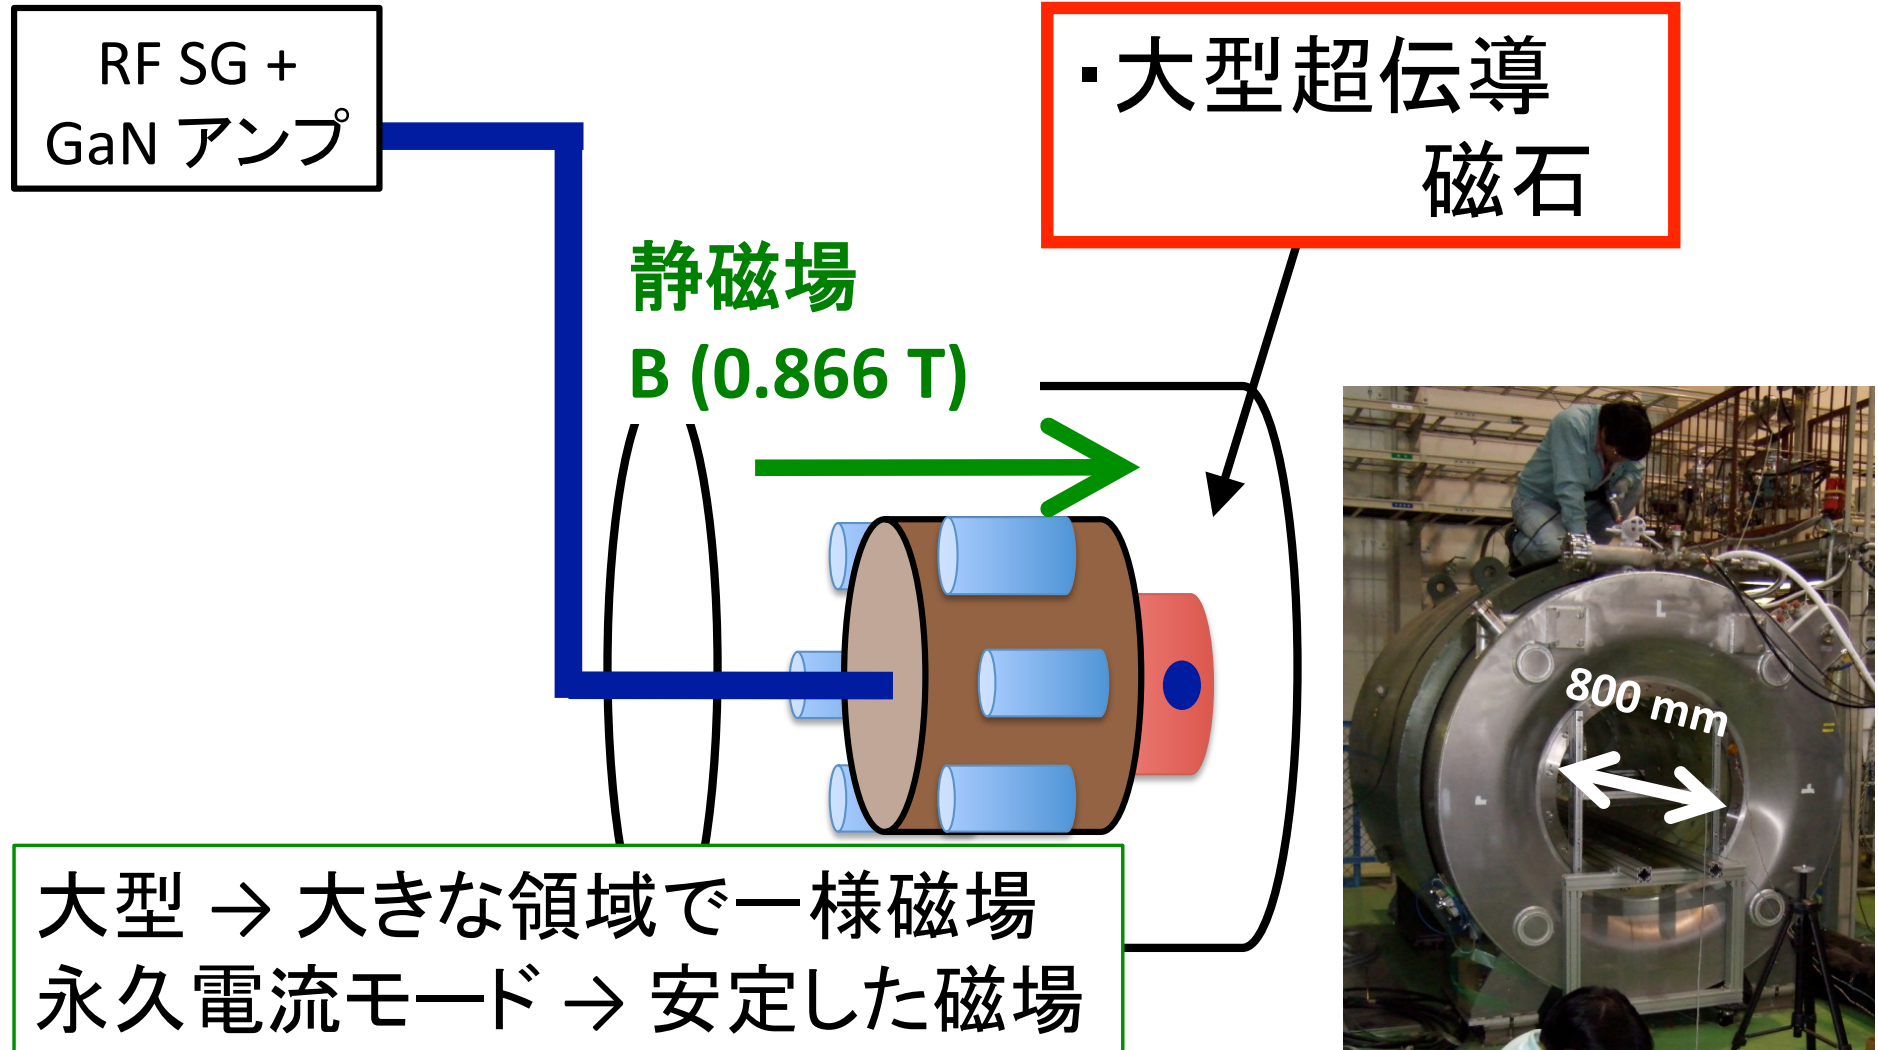 RF SG +
GaN アンプ
・大型超伝導
磁石
静磁場
B (0.866 T)
800 mm
大型 → 大きな領域で一様磁場
永久電流モード → 安定した磁場